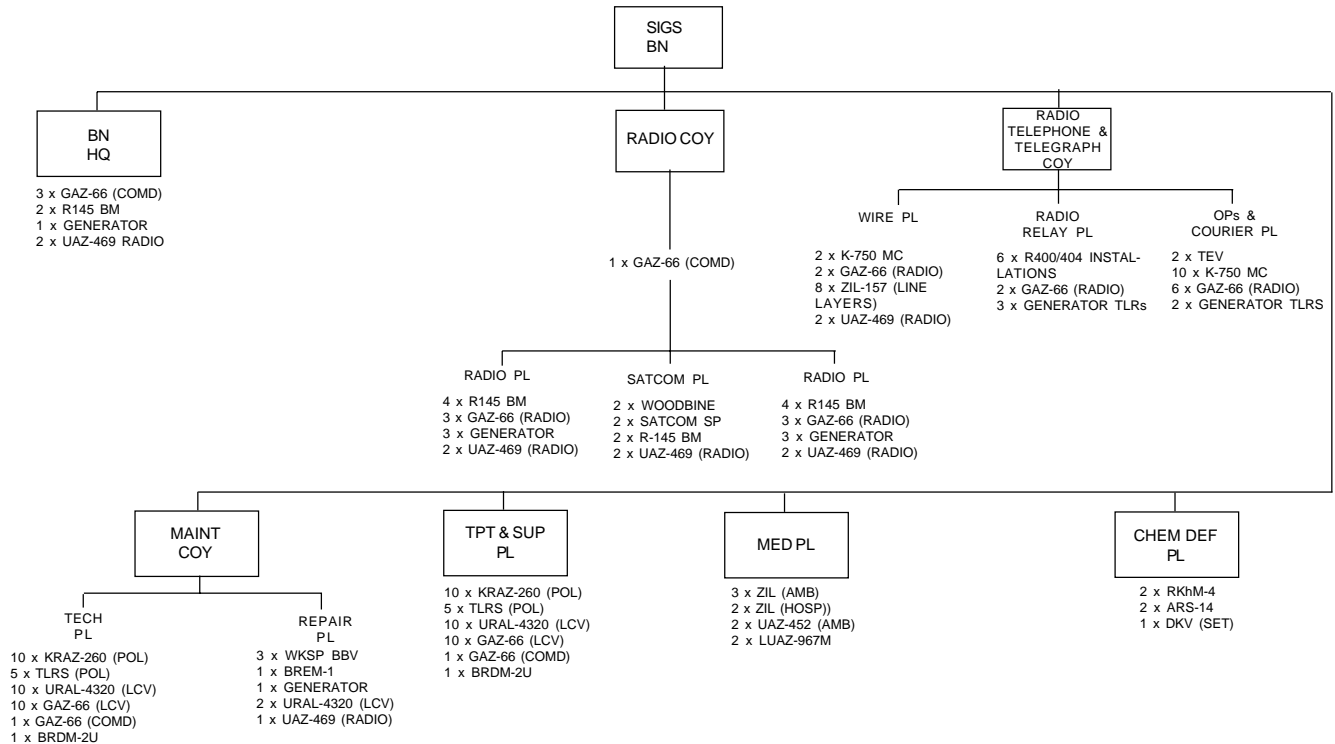 SIGS
BN
BN
HQ
3 x GAZ-66 (COMD)
2 x R145 BM
1 x GENERATOR
2 x UAZ-469 RADIO
RADIO COY
1 x GAZ-66 (COMD)
RADIO
TELEPHONE &
TELEGRAPH
COY
WIRE PL
2 x K-750 MC
2 x GAZ-66 (RADIO)
8 x ZIL-157 (LINE
LAYERS)
2 x UAZ-469 (RADIO)
RADIO
RELAY PL
6 x R400/404 INSTAL-
LATIONS
2 x GAZ-66 (RADIO)
3 x GENERATOR TLRs
OPs &
COURIER PL
2 x TEV
10 x K-750 MC
6 x GAZ-66 (RADIO)
2 x GENERATOR TLRS
RADIO PL
4 x R145 BM
3 x GAZ-66 (RADIO)
3 x GENERATOR
2 x UAZ-469 (RADIO)
SATCOM PL
2 x WOODBINE
2 x SATCOM SP
2 x R-145 BM
2 x UAZ-469 (RADIO)
RADIO PL
4 x R145 BM
3 x GAZ-66 (RADIO)
3 x GENERATOR
2 x UAZ-469 (RADIO)
MAINT
COY
TECH
PL
10 x KRAZ-260 (POL)
5 x TLRS (POL)
10 x URAL-4320 (LCV)
10 x GAZ-66 (LCV)
1 x GAZ-66 (COMD)
1 x BRDM-2U
REPAIR
PL
3 x WKSP BBV
1 x BREM-1
1 x GENERATOR
2 x URAL-4320 (LCV)
1 x UAZ-469 (RADIO)
TPT & SUP
PL
10 x KRAZ-260 (POL)
5 x TLRS (POL)
10 x URAL-4320 (LCV)
10 x GAZ-66 (LCV)
1 x GAZ-66 (COMD)
1 x BRDM-2U
MED PL
3 x ZIL (AMB)
2 x ZIL (HOSP))
2 x UAZ-452 (AMB)
2 x LUAZ-967M
CHEM DEF
PL
2 x RKhM-4
2 x ARS-14
1 x DKV (SET)